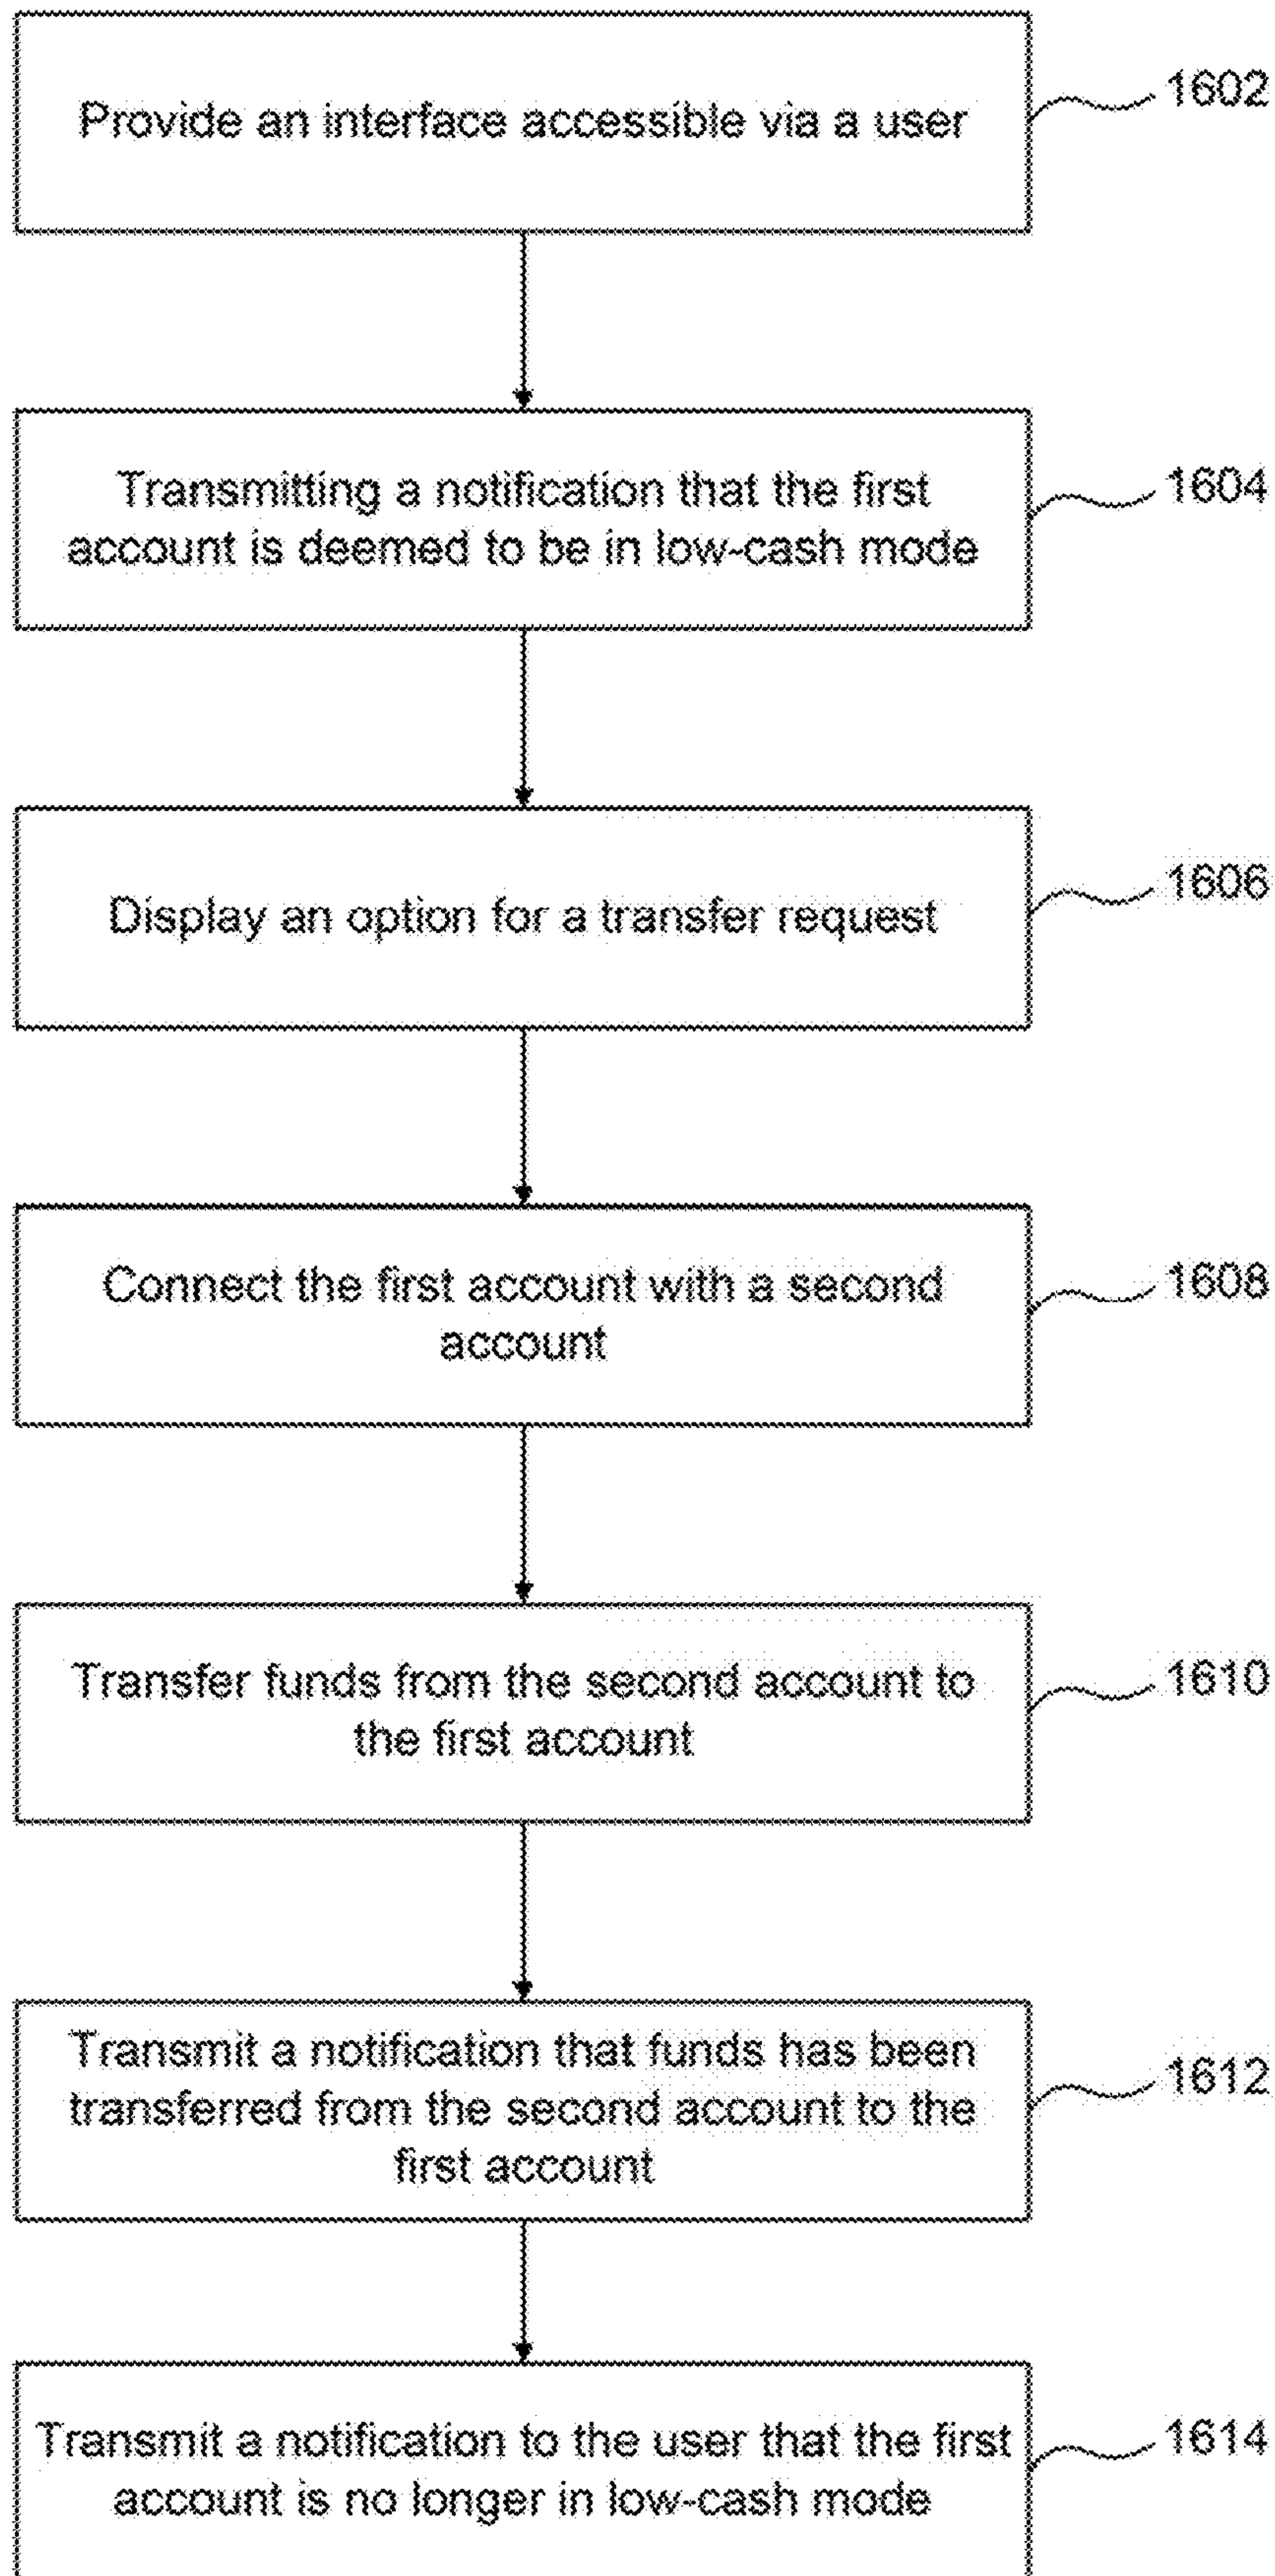 Provide an interface accessible via a user
1602
Transmitting a notification that the first
account is deemed to be in low-cash mode
1604
Display an option for a transfer request
1606
Connect the first account with a second
account
1608
Transfer funds from the second account to
the first account
1610
Transmit a notification that funds has been
transferred from the second account to the
first account
1612
Transmit a notification to the user that the first
account is no longer in low-cash mode
1614